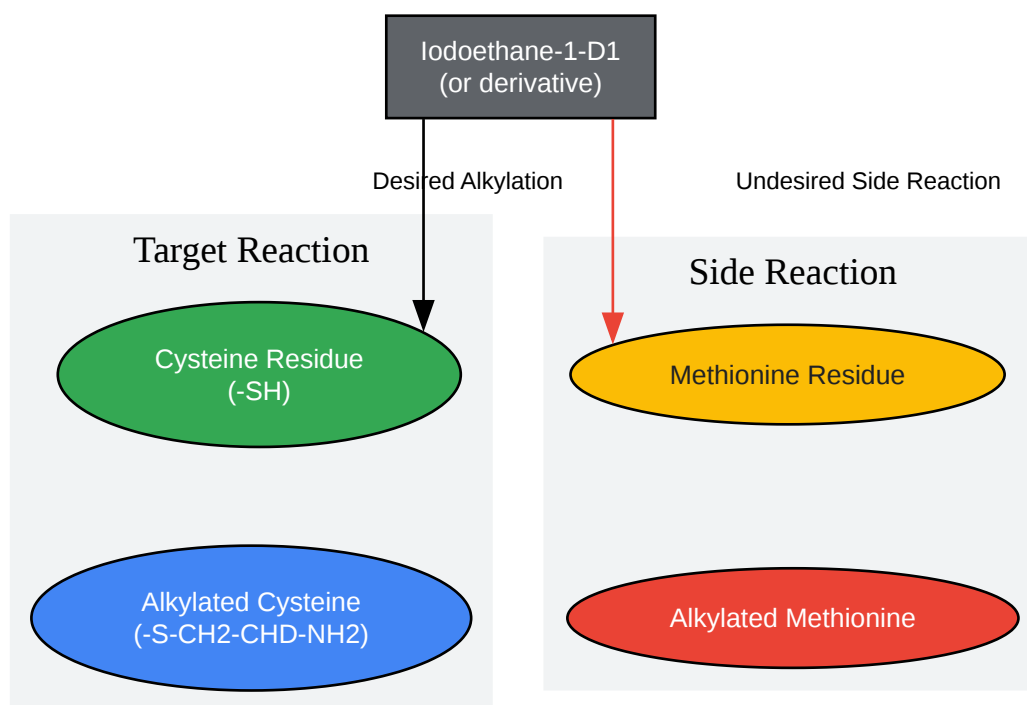 Iodoethane-1-D1
(or derivative)
Desired Alkylation
Undesired Side Reaction
Target Reaction
Side Reaction
Cysteine Residue
(-SH)
Methionine Residue
Alkylated Cysteine
(-S-CH2-CHD-NH2)
Alkylated Methionine